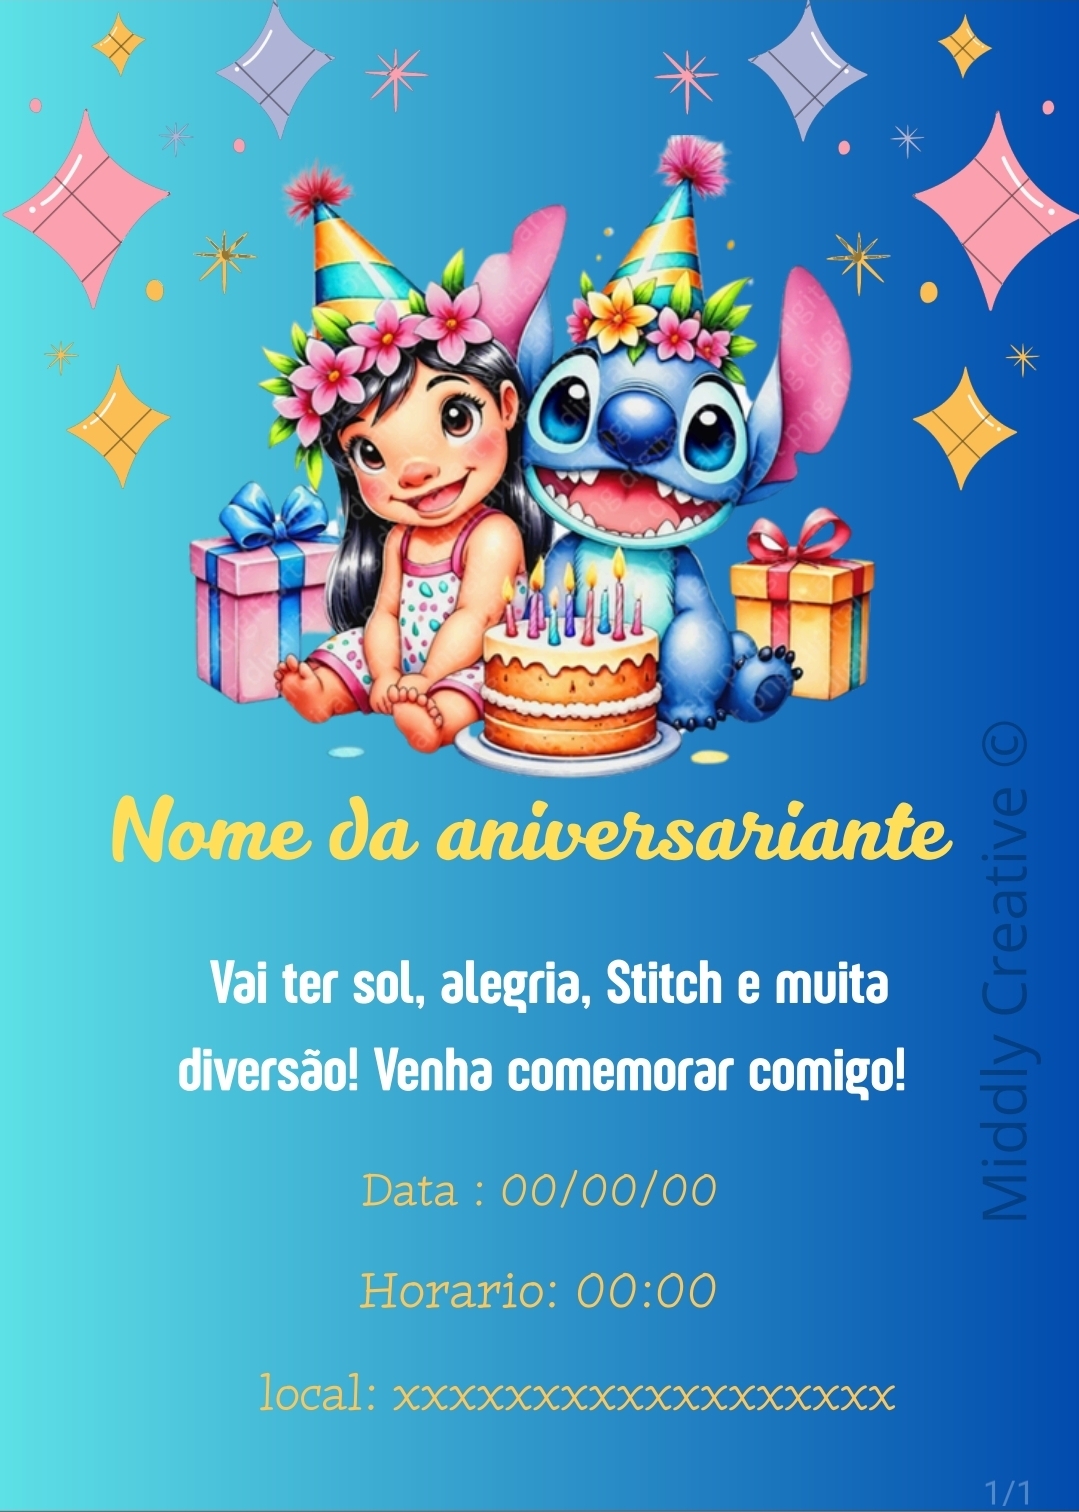 Nome da aniversariante
Vai ter sol, alegria, Stitch e muita
diversão! Venha comemorar comigo!
Data : 00/00/00
Horario: 00:00
local: xxxxxxxxxxxxxxxxxx
Middly Creative ©
1/1